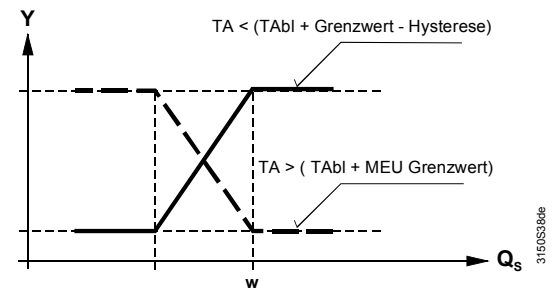 Y
TA < (TAbl + Grenzwert - Hysterese)
TA > ( TAbl + MEU Grenzwert)
w
Qs
3150S38de